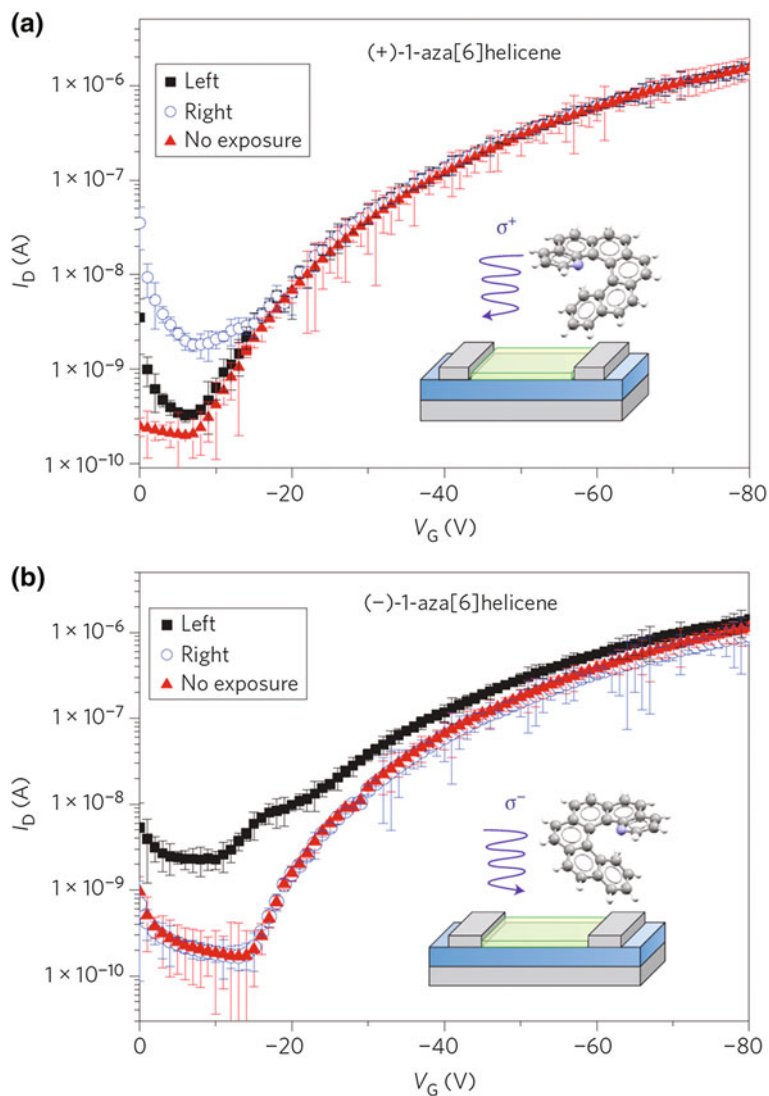 (a)
(+)-1-aza[6]helicene
Left
Right
No exposure
1 × 10⁻⁶
1 × 10⁻⁷
1 × 10⁻⁸
1 × 10⁻⁹
1 × 10⁻¹⁰
I_D (A)
σ⁺
0 −20 −40 −60 −80
V_G (V)
(b)
(−)-1-aza[6]helicene
Left
Right
No exposure
1 × 10⁻⁶
1 × 10⁻⁷
1 × 10⁻⁸
1 × 10⁻⁹
1 × 10⁻¹⁰
I_D (A)
σ⁻
0 −20 −40 −60 −80
V_G (V)